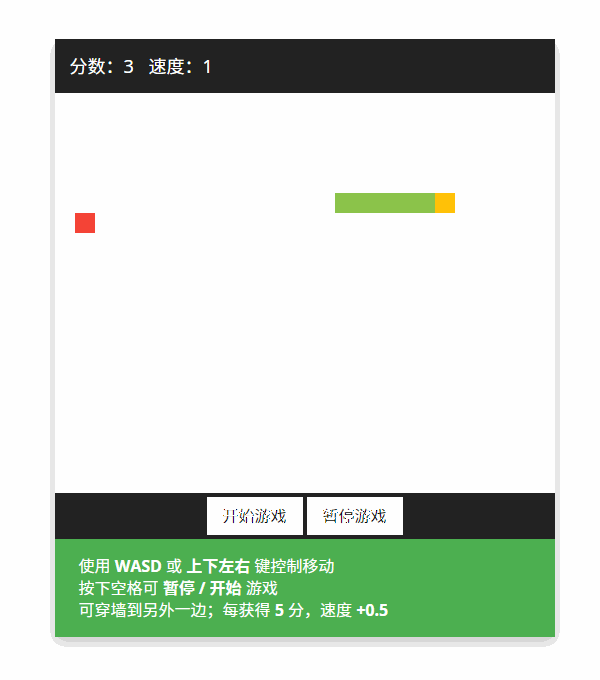 分数：3 速度：1
开始游戏 暂停游戏
使用 WASD 或 上下左右 键控制移动
按下空格可 暂停 / 开始 游戏
可穿墙到另外一边；每获得 5 分，速度 +0.5